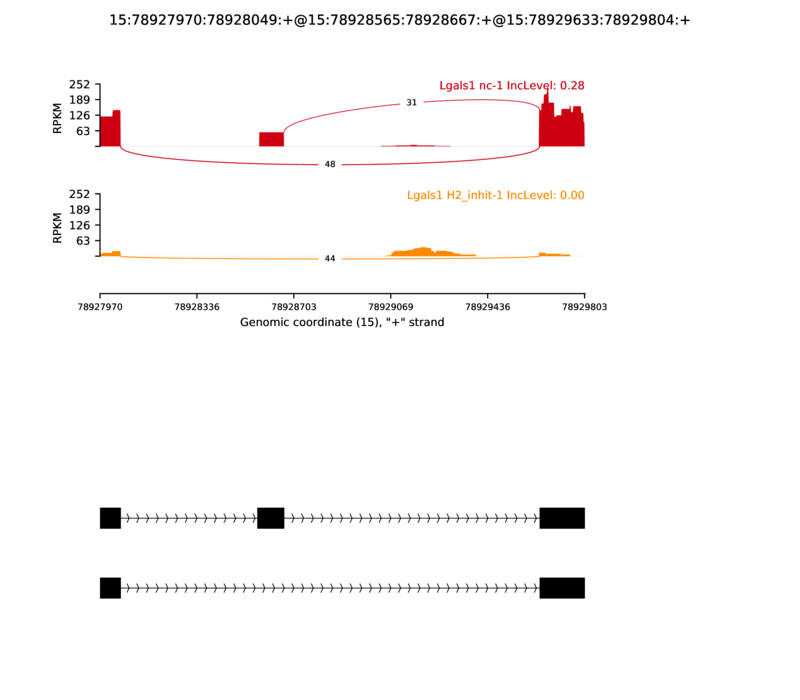 15:78927970:78928049:+@15:78928565:78928667:+@15:78929633:78929804:+
252
189
126
63
RPKM
Lgals1 nc-1 IncLevel: 0.28
31
48
252
189
126
63
RPKM
Lgals1 H2_inhit-1 IncLevel: 0.00
44
78927970 78928336 78928703 78929069 78929436 78929803
Genomic coordinate (15), "+" strand